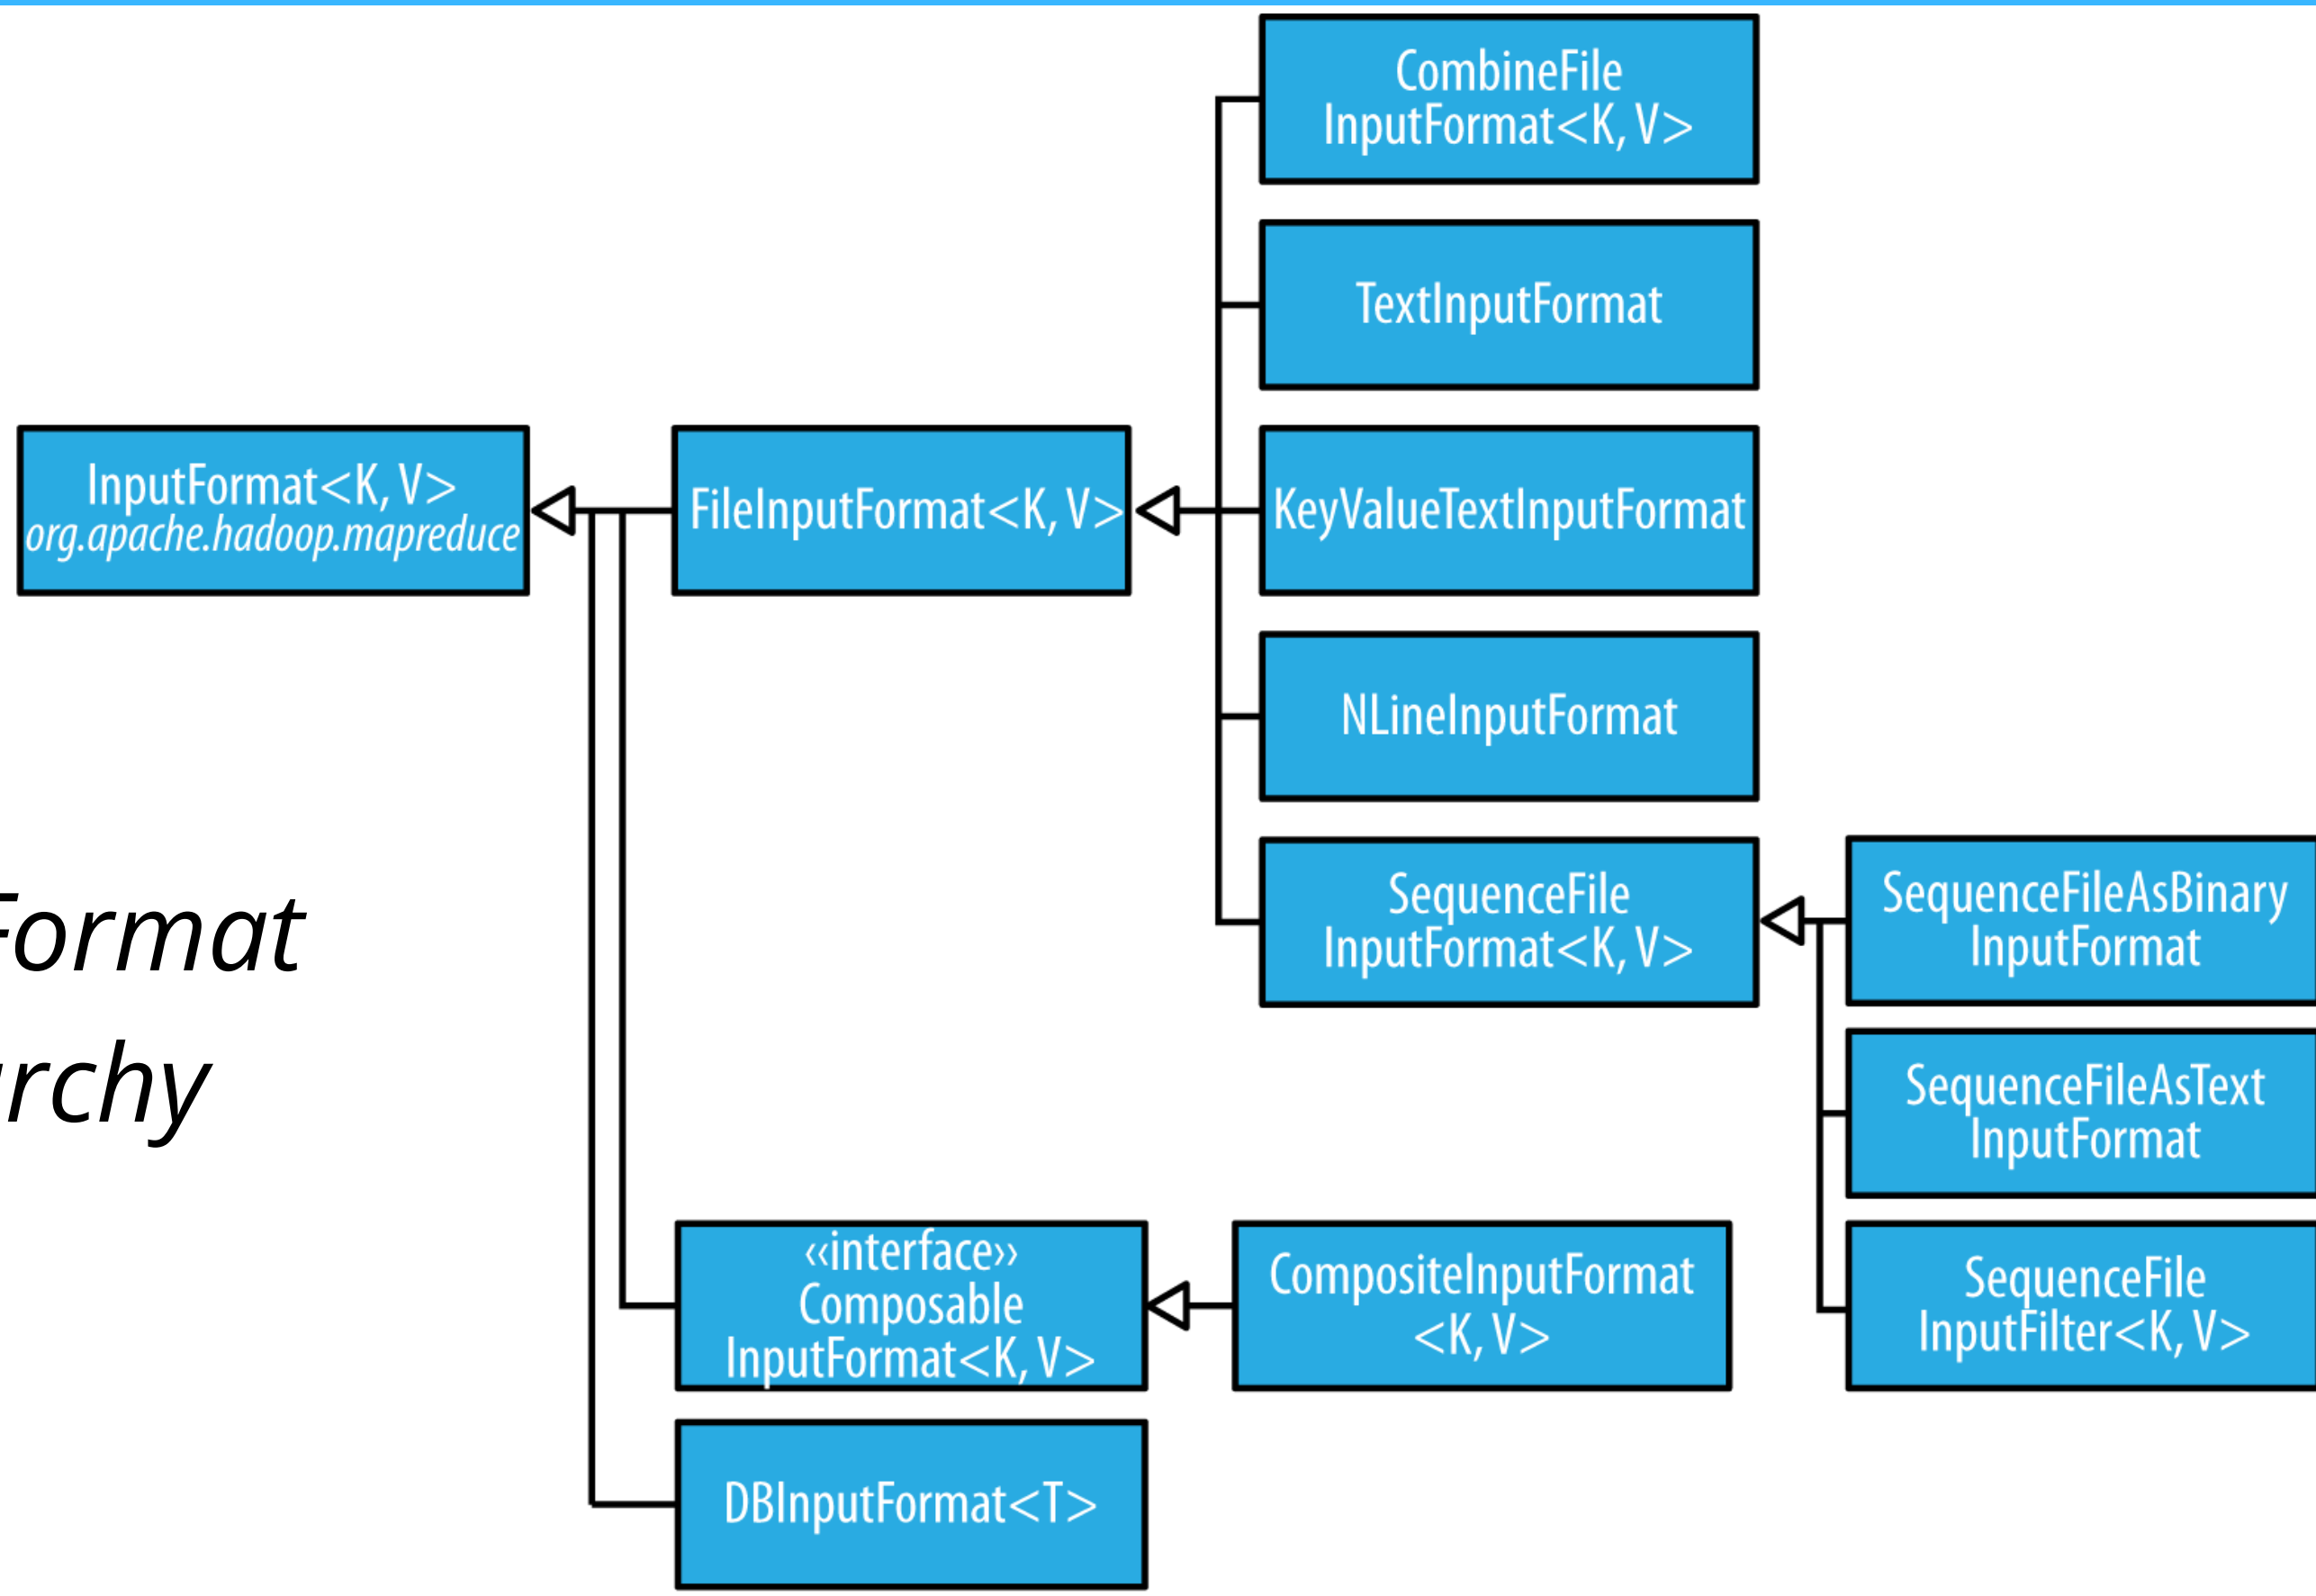 CombineFile
InputFormat<K, V>
TextInputFormat
InputFormat<K, V>
org.apache.hadoop.mapreduce
FileInputFormat<K, V>
KeyValueTextInputFormat
NLineInputFormat
SequenceFile
InputFormat<K, V>
SequenceFileAsBinary
InputFormat
Format
rchy
SequenceFileAsText
InputFormat
«interface»
Composable
InputFormat<K, V>
CompositeInputFormat
<K, V>
SequenceFile
InputFilter<K, V>
DBInputFormat<T>